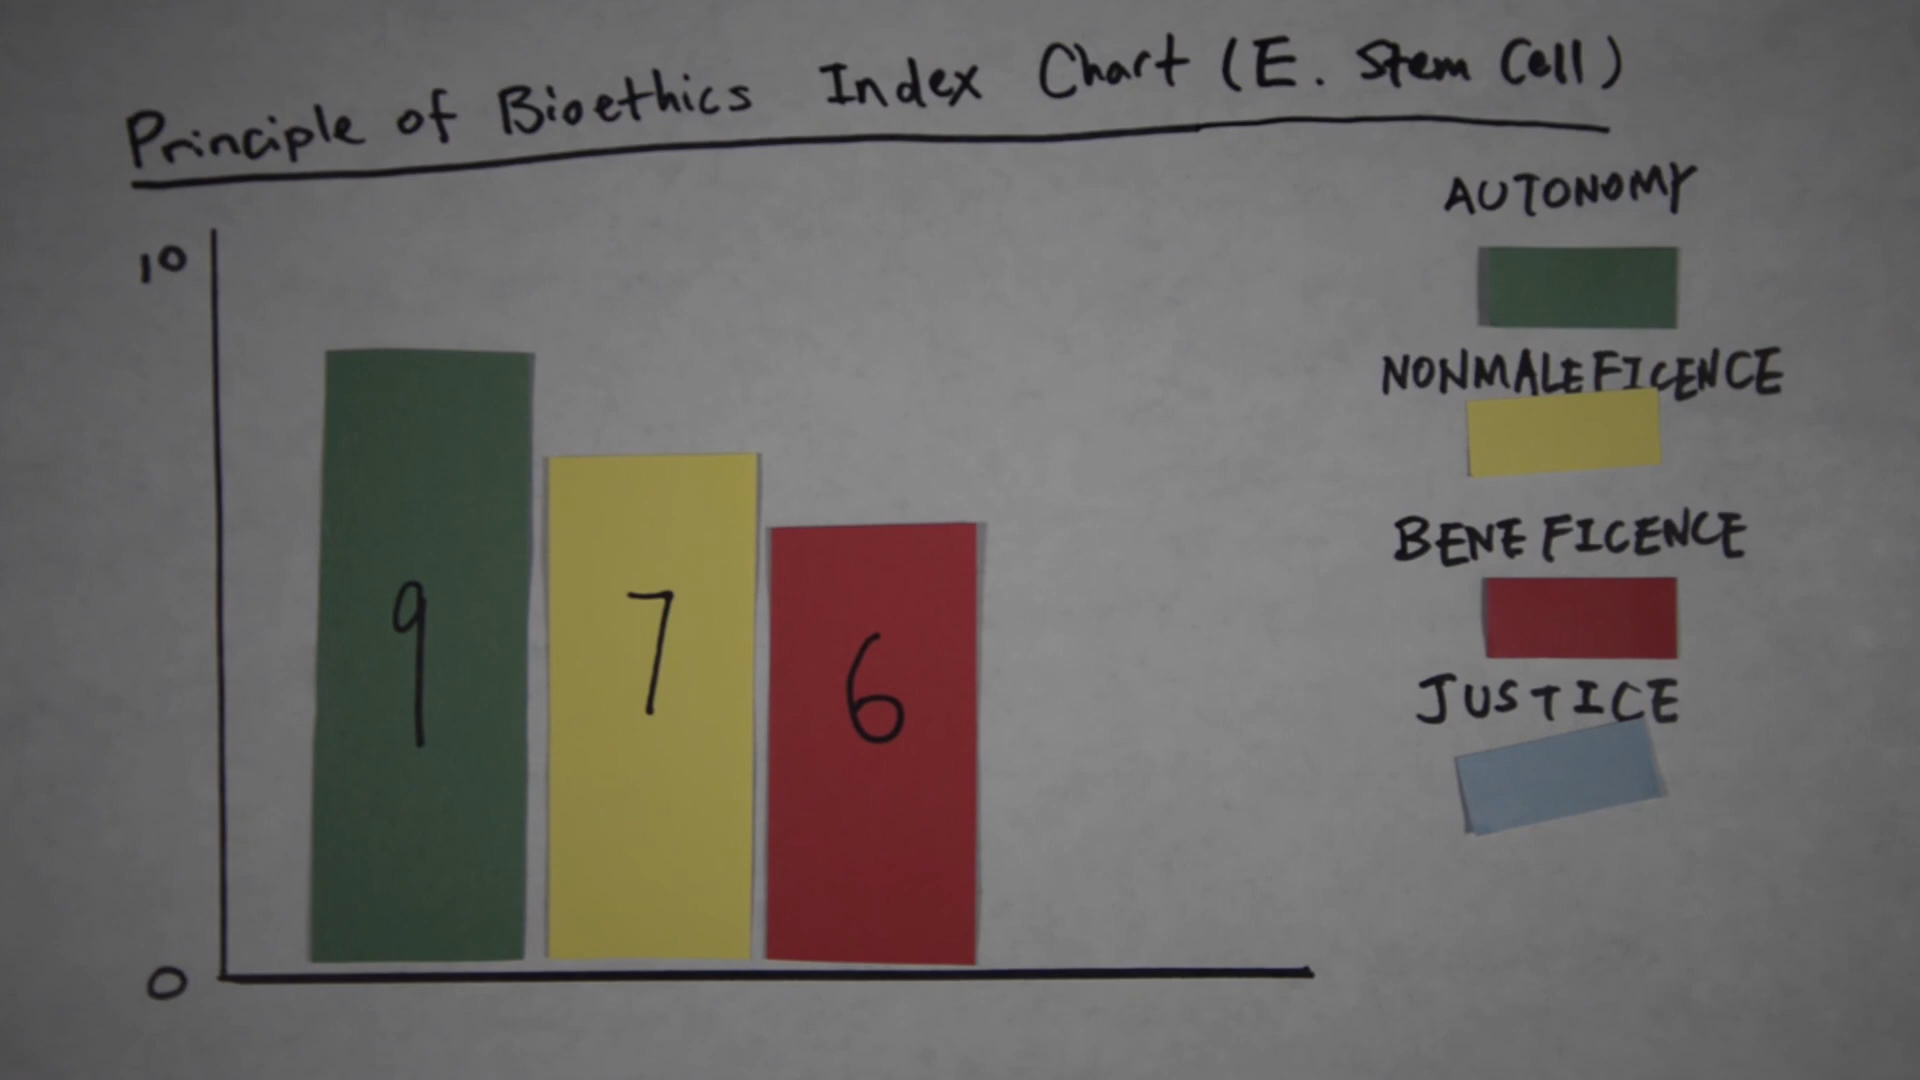 Principle of Bioethics Index Chart (E. Stem Cell)
10
AUTONOMY
NONMALEFICENCE
BENEFICENCE
JUSTICE
9
7
6
0